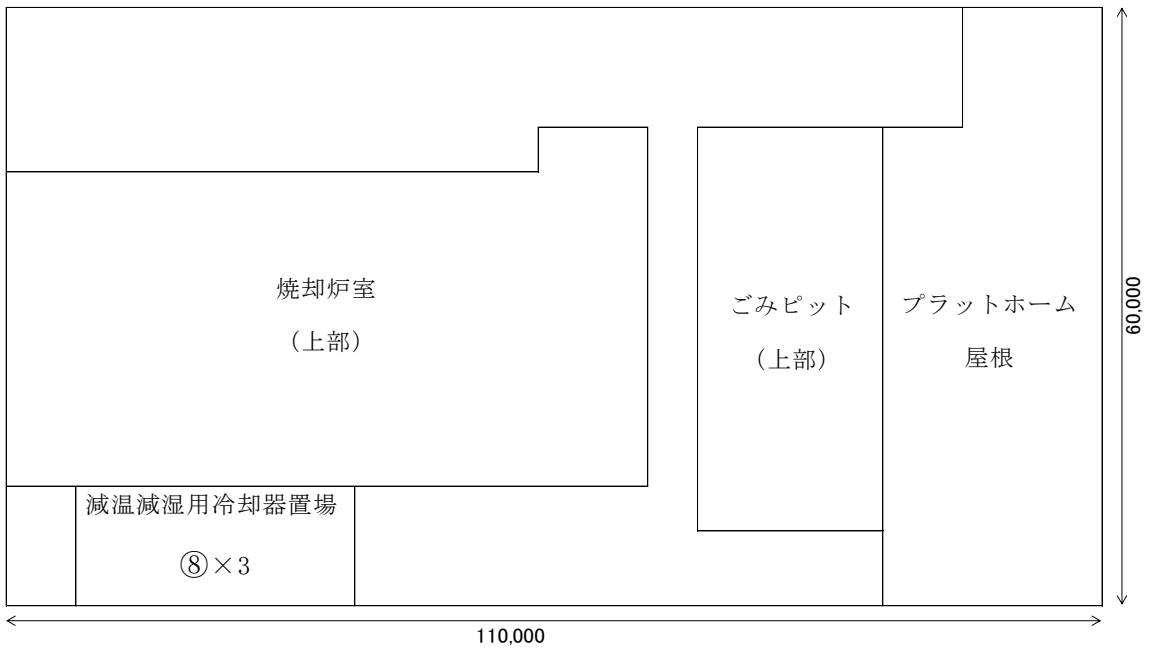 焼却炉室
（上部）
ごみピット
（上部）
プラットホーム
屋根
減温減湿用冷却器置場
⑧×3
60,000
110,000